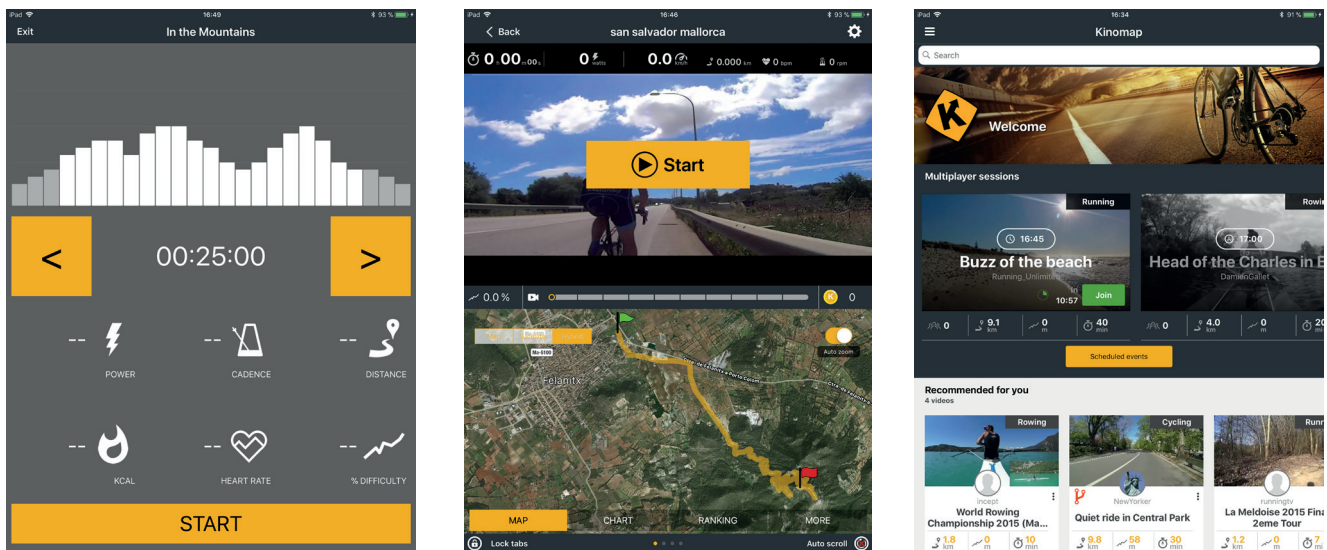 iPad 16:49 93 %
Exit In the Mountains
< 00:25:00 >
-- -- --
POWER CADENCE DISTANCE
-- -- --
KCAL HEART RATE % DIFFICULTY
START
iPad 16:46 93 %
Back san salvador mallorca
0 watts 0.0 km/h 0.000 km 0 bpm 0 rpm
Start
0.0 % K 0
Auto zoom
Ma-5100
Felanitx
MAP CHART RANKING MORE
Lock tabs Auto scroll
iPad 16:34 91 %
Kinomap
Search
K
Welcome
Multiplayer sessions
Running
16:45
Buzz of the beach
Running_Unlimited
In
10:57 Join
0 9.1 km 0 m 40 min
17:00
Head of the Charles in
DamienGallet
0 4.0 km 0 m 20
Scheduled events
Recommended for you
4 videos
Rowing
incept
World Rowing
Championship 2015 (Ma...
1.8 km 0 m 10 min
Cycling
NewYorker
Quiet ride in Central Park
9.8 km 58 m 30 min
runningtv
La Meldoise 2015
2eme Tour
1.2 km 0 m 7